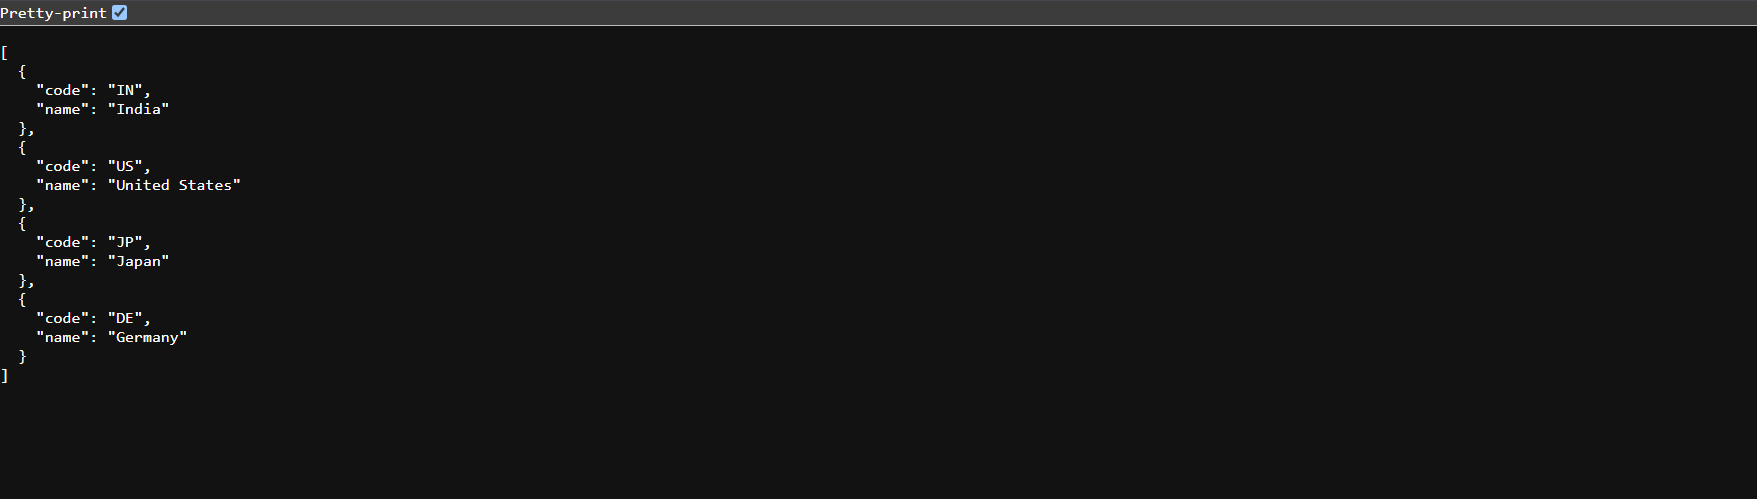 Pretty-print
[
  {
    "code": "IN",
    "name": "India"
  },
  {
    "code": "US",
    "name": "United States"
  },
  {
    "code": "JP",
    "name": "Japan"
  },
  {
    "code": "DE",
    "name": "Germany"
  }
]